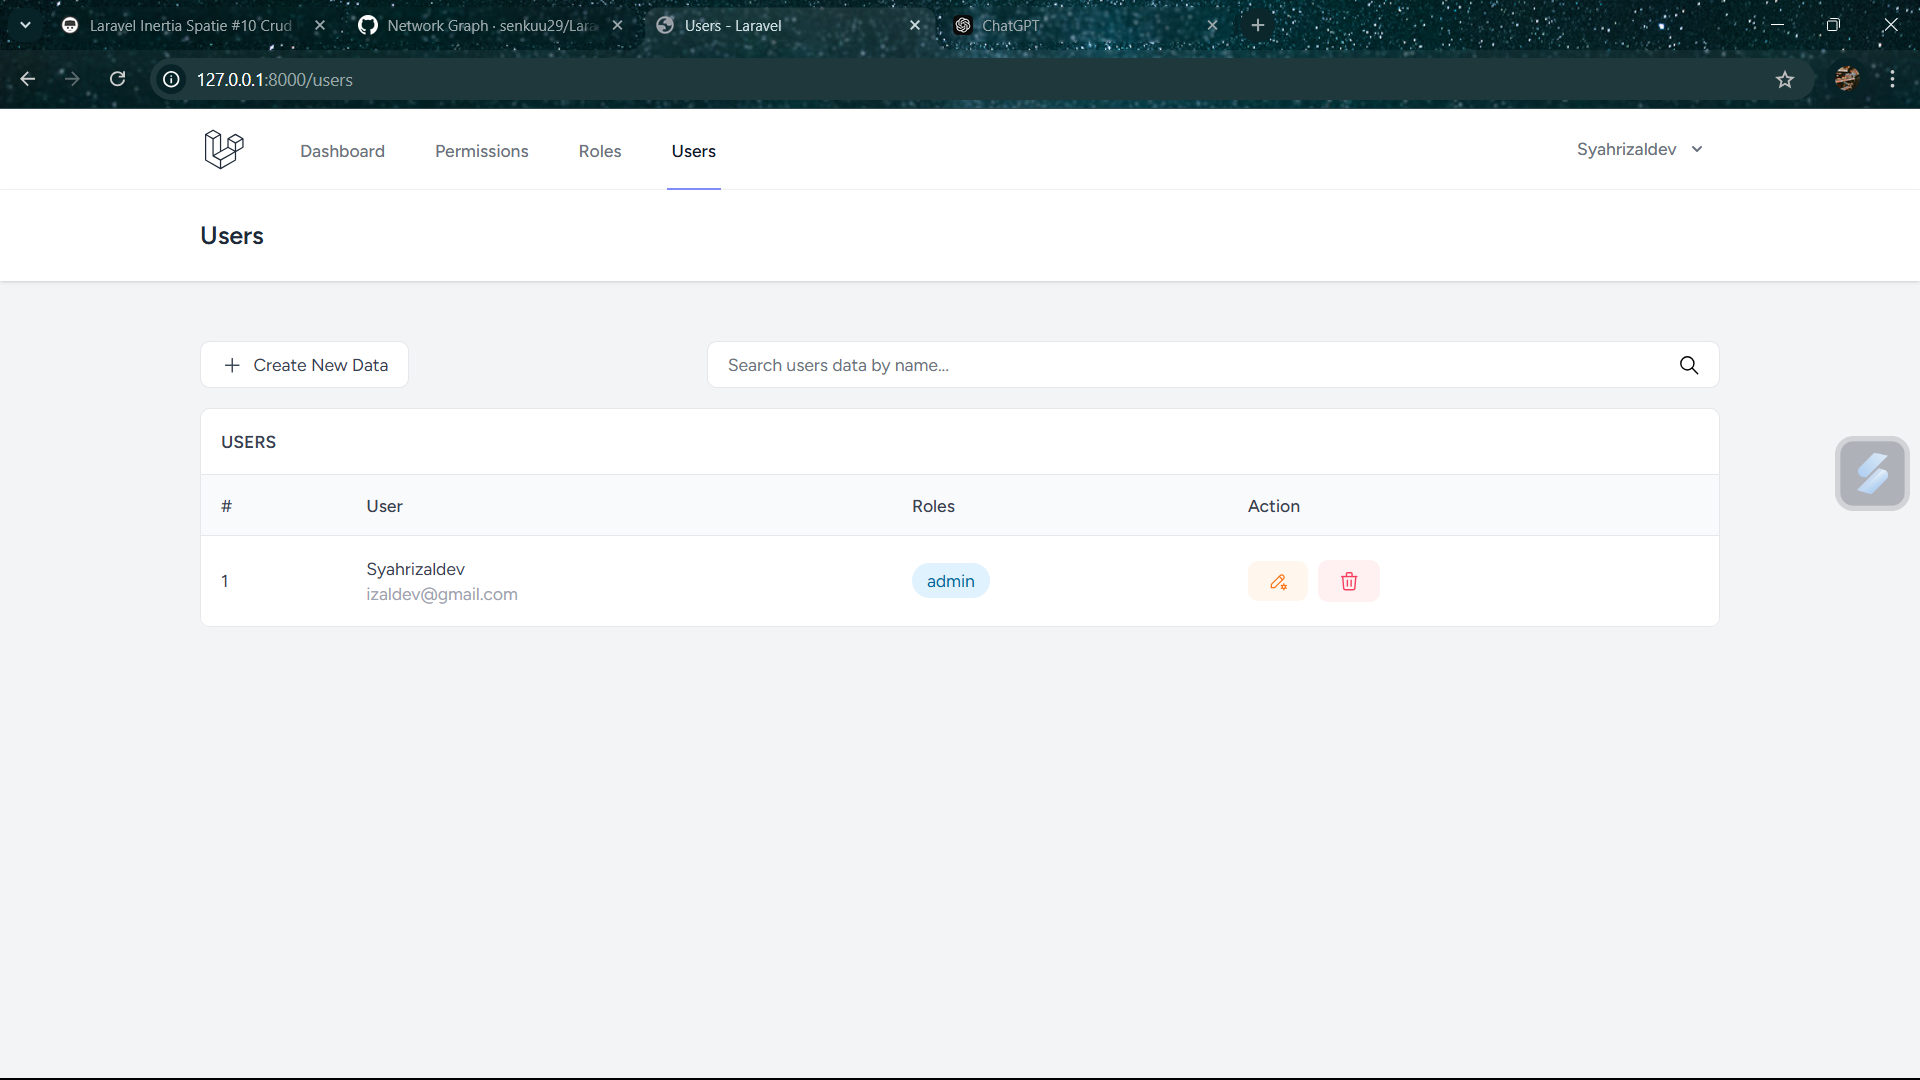 Laravel Inertia Spatie #10 Crud
Network Graph · senkuu29/Lara
Users - Laravel
ChatGPT
127.0.0.1:8000/users
Dashboard
Permissions
Roles
Users
Syahrizaldev
Users
Create New Data
Search users data by name...
USERS
# User Roles Action
1 Syahrizaldev admin
izaldev@gmail.com